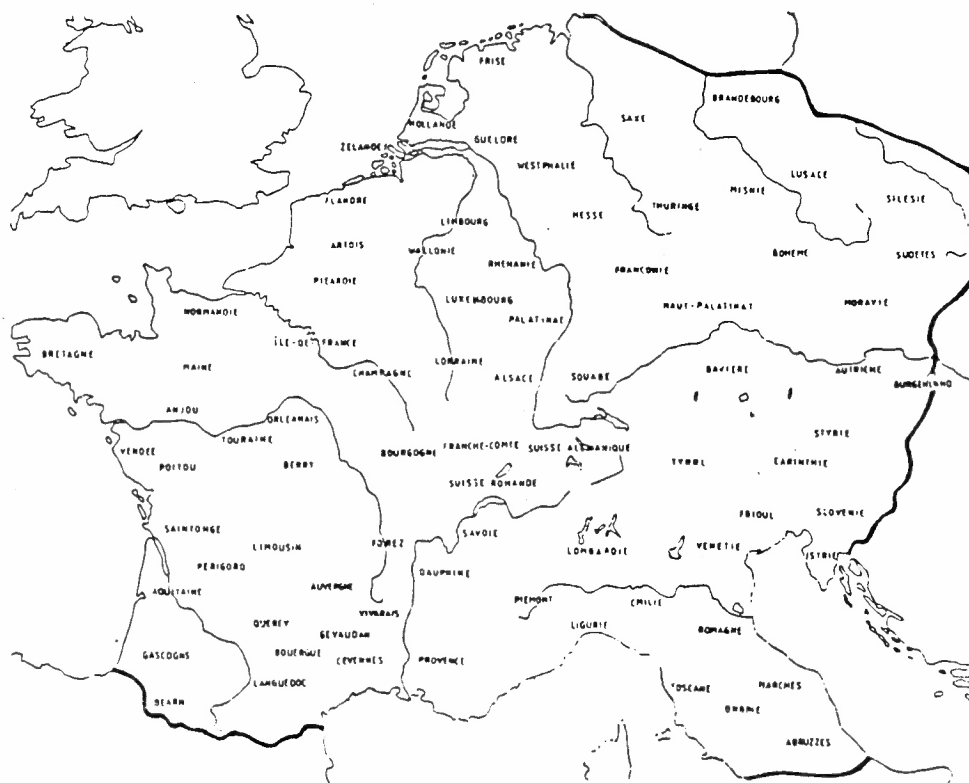 FRISE
BRANDEBOURG
HOLLANDE
SAXE
ZELANDE
GUELDRE
WESTPHALIE
LUSACE
MISNIE
FLANDRE
HESSE
THURINGE
SILESIE
LIMBOURG
ARTOIS
WALLONIE
BOHEME
SUDETES
RHENANIE
FRANCONIE
PICARDIE
LUXEMBOURG
HAUT-PALATINAT
MORAVIE
NORMANDIE
PALATINAT
ÎLE-DE-FRANCE
BRETAGNE
MAINE
LORRAINE
CHAMPAGNE
ALSACE
SOUABE
BAVIERE
AUTRICHE
BURGENLAND
ANJOU
ORLEANAIS
TOURAINE
STYRIE
VENDEE
BOURGOGNE
FRANCHE-COMTE
SUISSE ALEMANIQUE
POITOU
BERRY
TYROL
CARINTHIE
SUISSE ROMANDE
FRIOUL
SLOVENIE
SAINTONGE
SAVOIE
FOREZ
LIMOUSIN
LOMBARDIE
VENETIE
ISTRIE
PERIGORD
DAUPHINE
AUVERGNE
AQUITAINE
PIEMONT
EMILIE
VIVARAIS
QUERCY
GEVAUDAN
LIGURIE
ROMAGNE
GASCOGNE
ROUERGUE
CEVENNES
PROVENCE
LANGUEDOC
TOSCANE
MARCHES
BEARN
OMBRIE
ABRUZZES